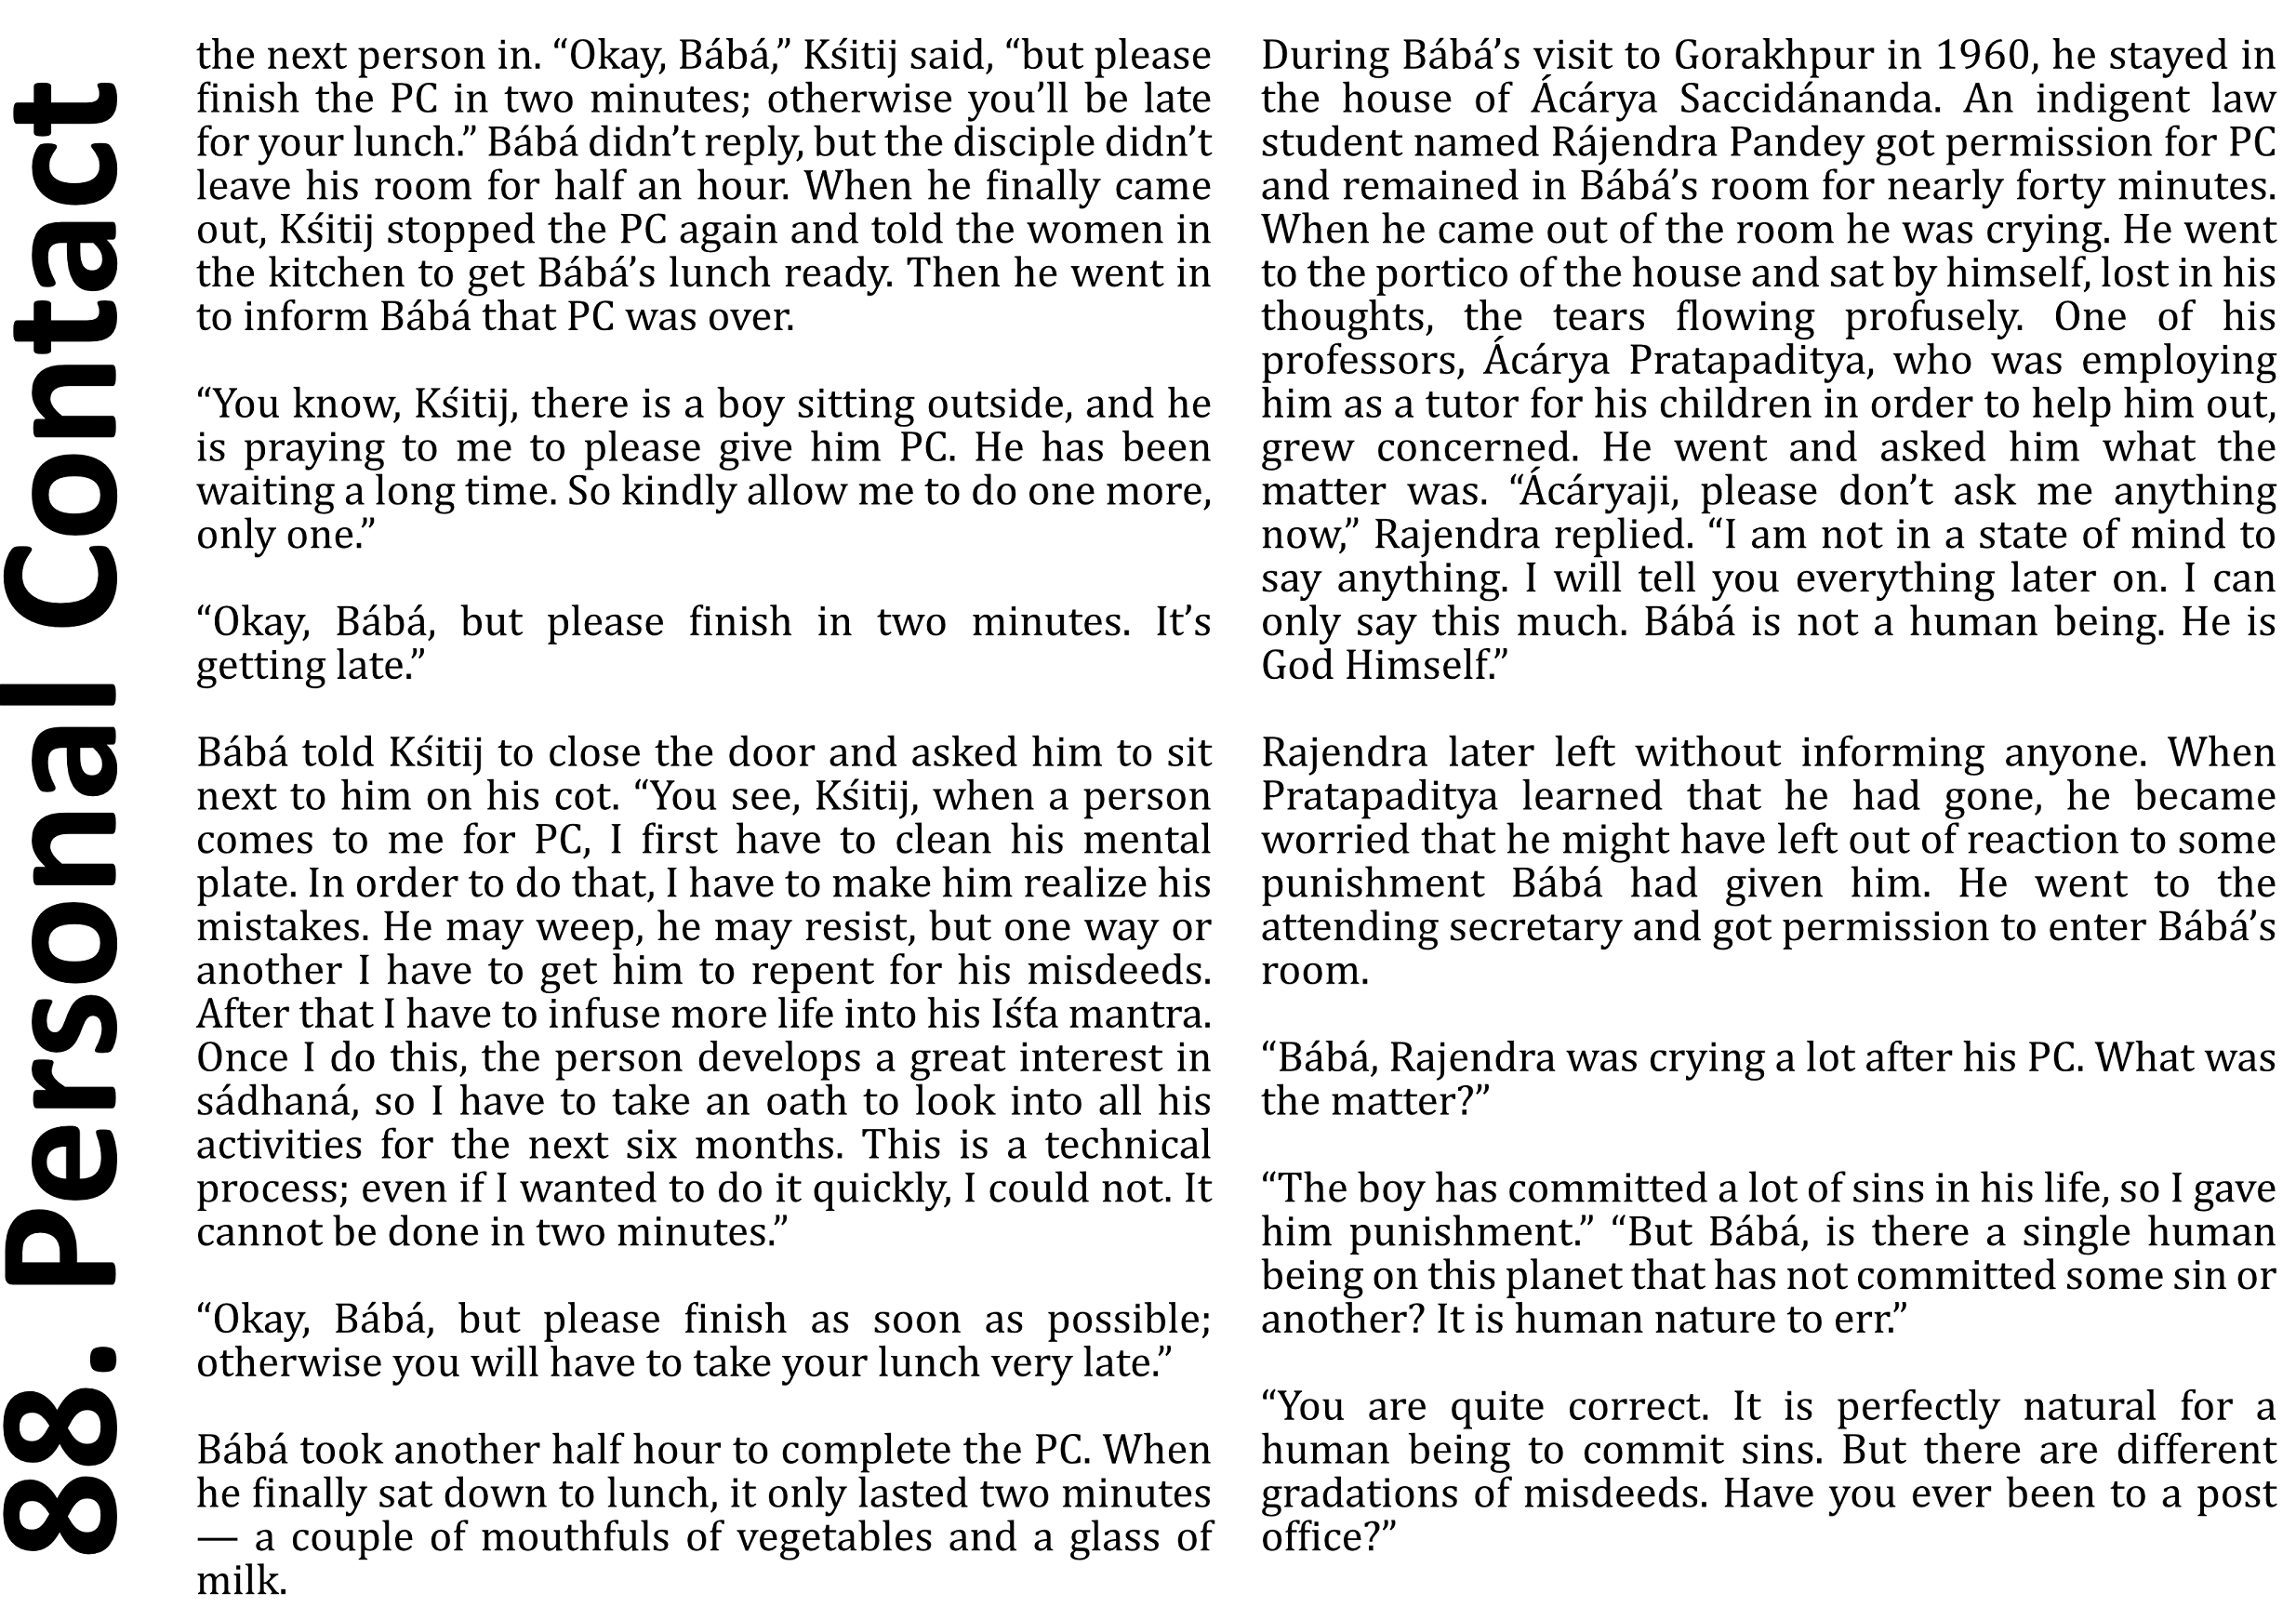 88. Personal Contact
the next person in. “Okay, Bábá,” Kśitij said, “but please
finish the PC in two minutes; otherwise you’ll be late
for your lunch.” Bábá didn’t reply, but the disciple didn’t
leave his room for half an hour. When he finally came
out, Kśitij stopped the PC again and told the women in
the kitchen to get Bábá’s lunch ready. Then he went in
to inform Bábá that PC was over.
“You know, Kśitij, there is a boy sitting outside, and he
is praying to me to please give him PC. He has been
waiting a long time. So kindly allow me to do one more,
only one.”
“Okay, Bábá, but please finish in two minutes. It’s
getting late.”
Bábá told Kśitij to close the door and asked him to sit
next to him on his cot. “You see, Kśitij, when a person
comes to me for PC, I first have to clean his mental
plate. In order to do that, I have to make him realize his
mistakes. He may weep, he may resist, but one way or
another I have to get him to repent for his misdeeds.
After that I have to infuse more life into his Iśt́a mantra.
Once I do this, the person develops a great interest in
sádhaná, so I have to take an oath to look into all his
activities for the next six months. This is a technical
process; even if I wanted to do it quickly, I could not. It
cannot be done in two minutes.”
“Okay, Bábá, but please finish as soon as possible;
otherwise you will have to take your lunch very late.”
Bábá took another half hour to complete the PC. When
he finally sat down to lunch, it only lasted two minutes
— a couple of mouthfuls of vegetables and a glass of
milk.
During Bábá’s visit to Gorakhpur in 1960, he stayed in
the house of Ácárya Saccidánanda. An indigent law
student named Rájendra Pandey got permission for PC
and remained in Bábá’s room for nearly forty minutes.
When he came out of the room he was crying. He went
to the portico of the house and sat by himself, lost in his
thoughts, the tears flowing profusely. One of his
professors, Ácárya Pratapaditya, who was employing
him as a tutor for his children in order to help him out,
grew concerned. He went and asked him what the
matter was. “Ácáryaji, please don’t ask me anything
now,” Rajendra replied. “I am not in a state of mind to
say anything. I will tell you everything later on. I can
only say this much. Bábá is not a human being. He is
God Himself.”
Rajendra later left without informing anyone. When
Pratapaditya learned that he had gone, he became
worried that he might have left out of reaction to some
punishment Bábá had given him. He went to the
attending secretary and got permission to enter Bábá’s
room.
“Bábá, Rajendra was crying a lot after his PC. What was
the matter?”
“The boy has committed a lot of sins in his life, so I gave
him punishment.” “But Bábá, is there a single human
being on this planet that has not committed some sin or
another? It is human nature to err.”
“You are quite correct. It is perfectly natural for a
human being to commit sins. But there are different
gradations of misdeeds. Have you ever been to a post
office?”